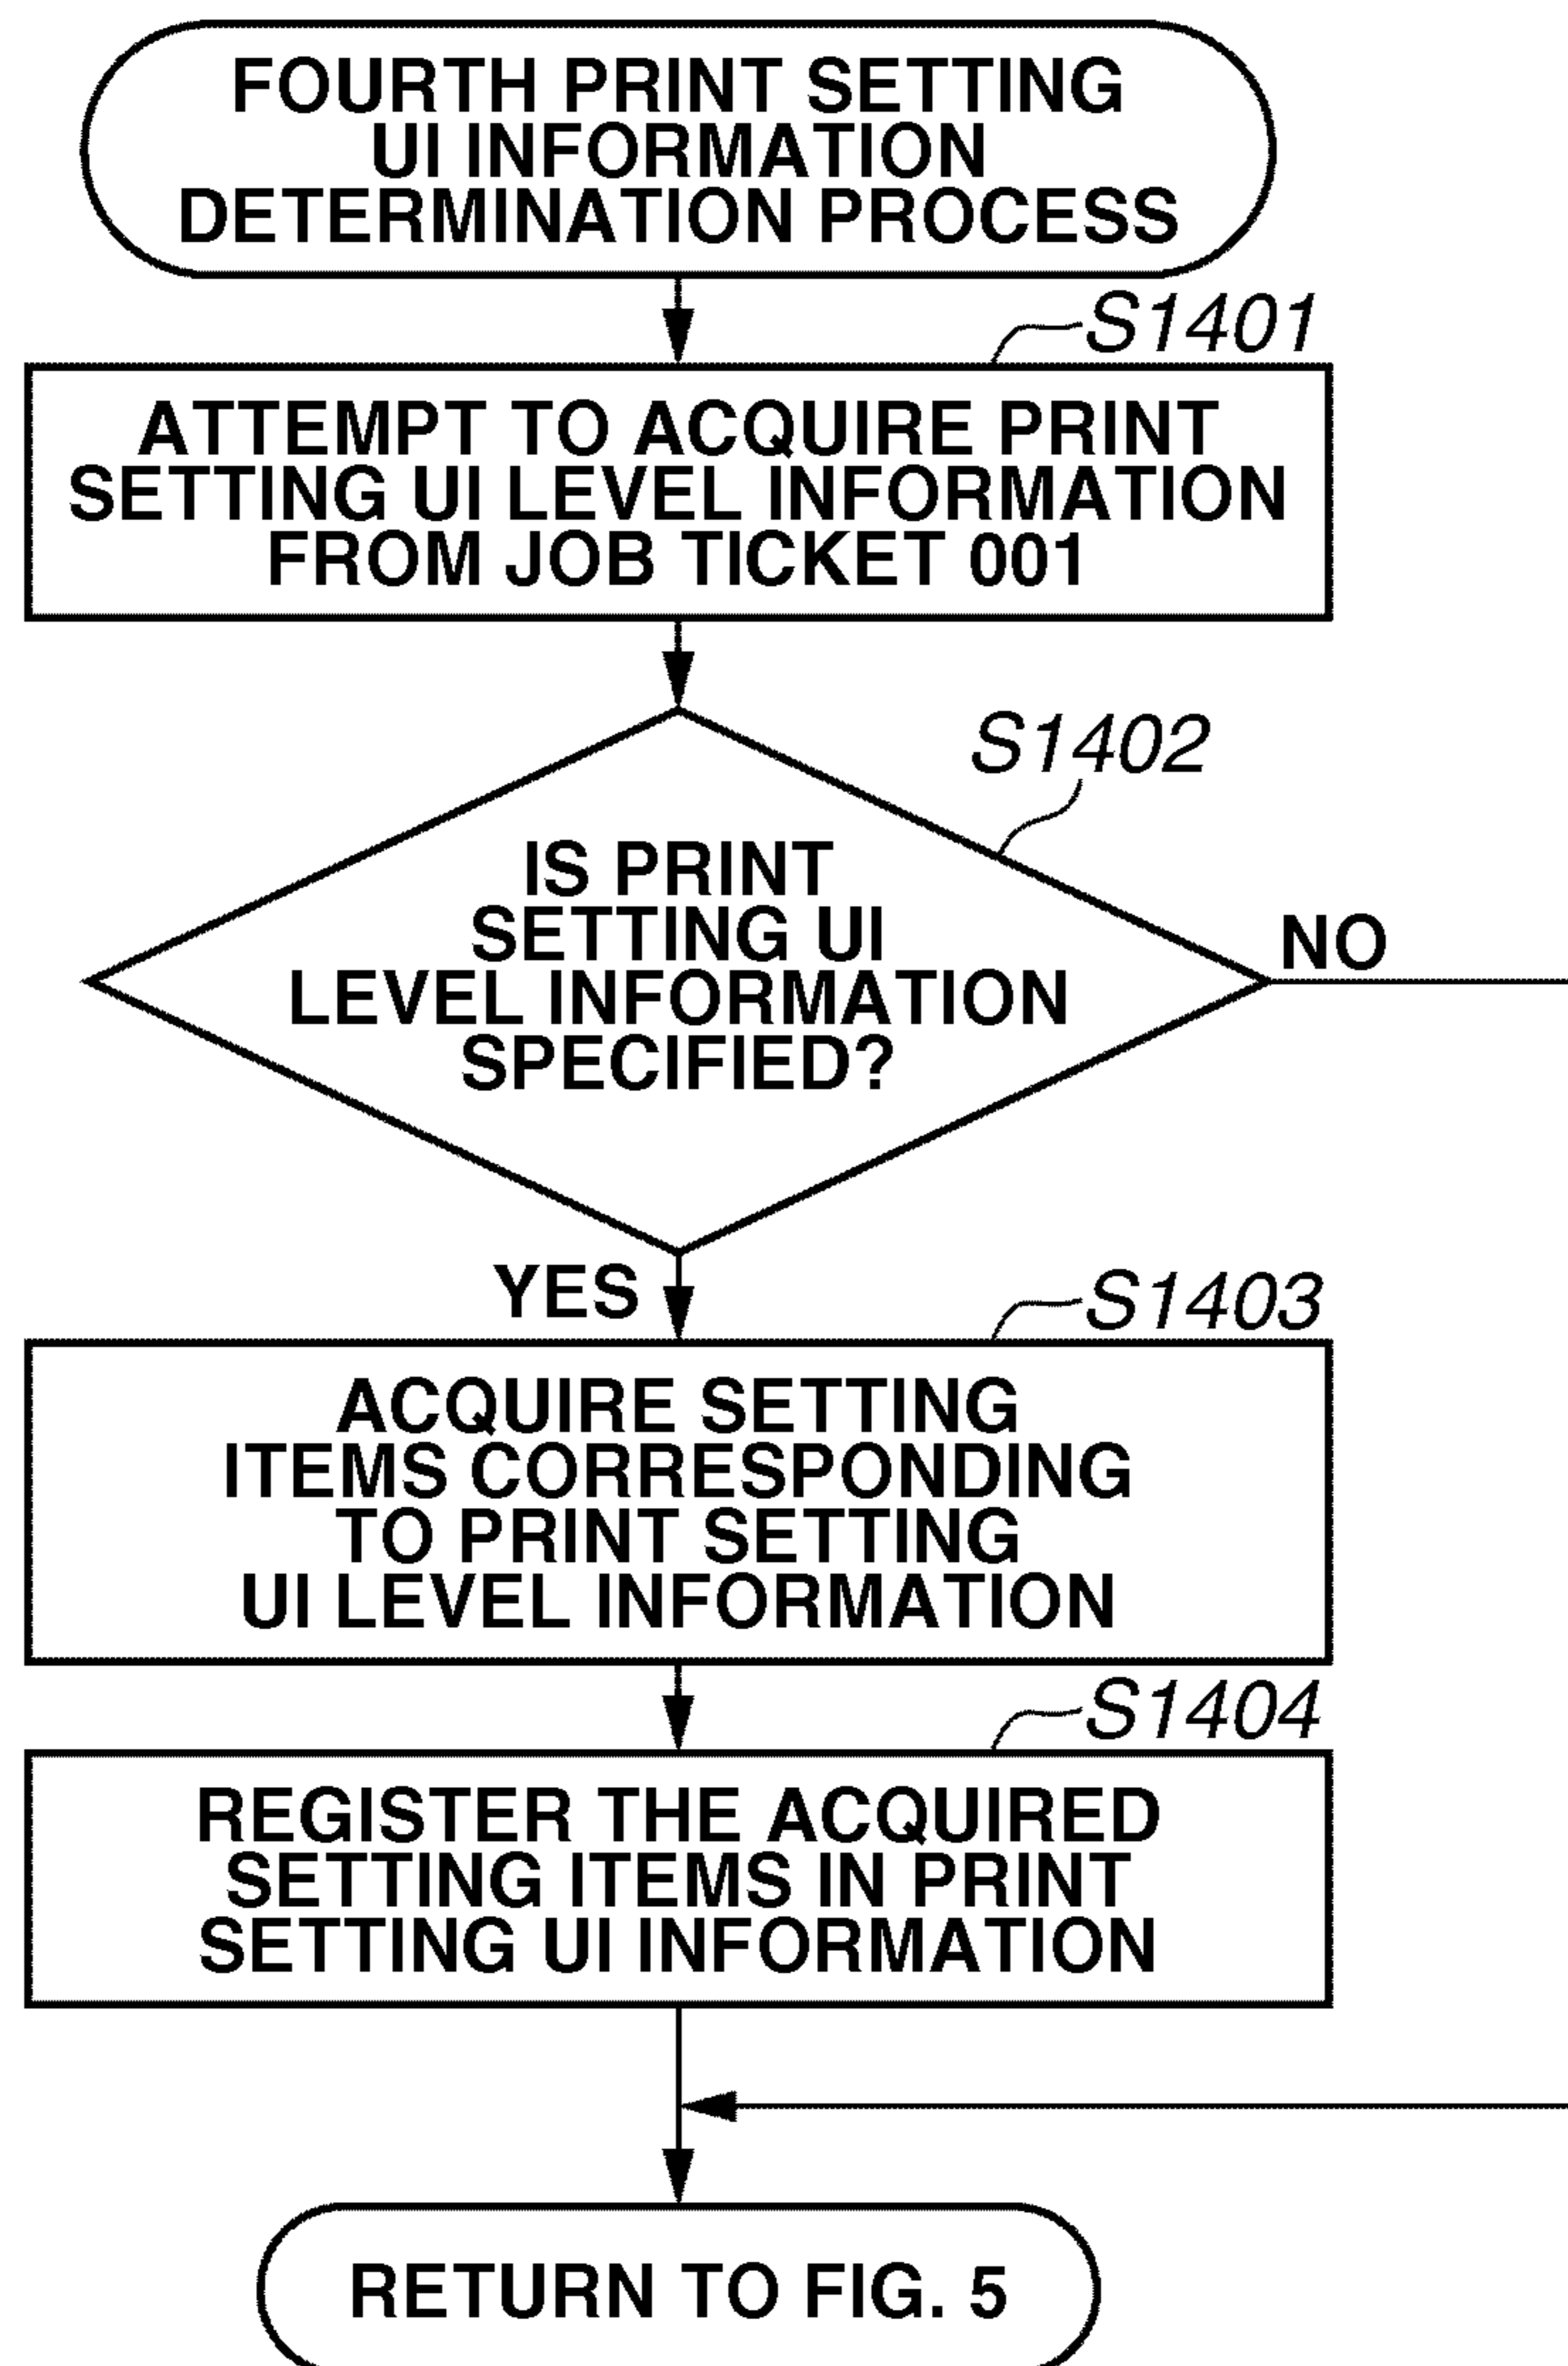 FOURTH PRINT SETTING
UI INFORMATION
DETERMINATION PROCESS
S1401
ATTEMPT TO ACQUIRE PRINT
SETTING UI LEVEL INFORMATION
FROM JOB TICKET 001
S1402
IS PRINT
SETTING UI
LEVEL INFORMATION
SPECIFIED?
NO
YES
S1403
ACQUIRE SETTING
ITEMS CORRESPONDING
TO PRINT SETTING
UI LEVEL INFORMATION
S1404
REGISTER THE ACQUIRED
SETTING ITEMS IN PRINT
SETTING UI INFORMATION
RETURN TO FIG. 5